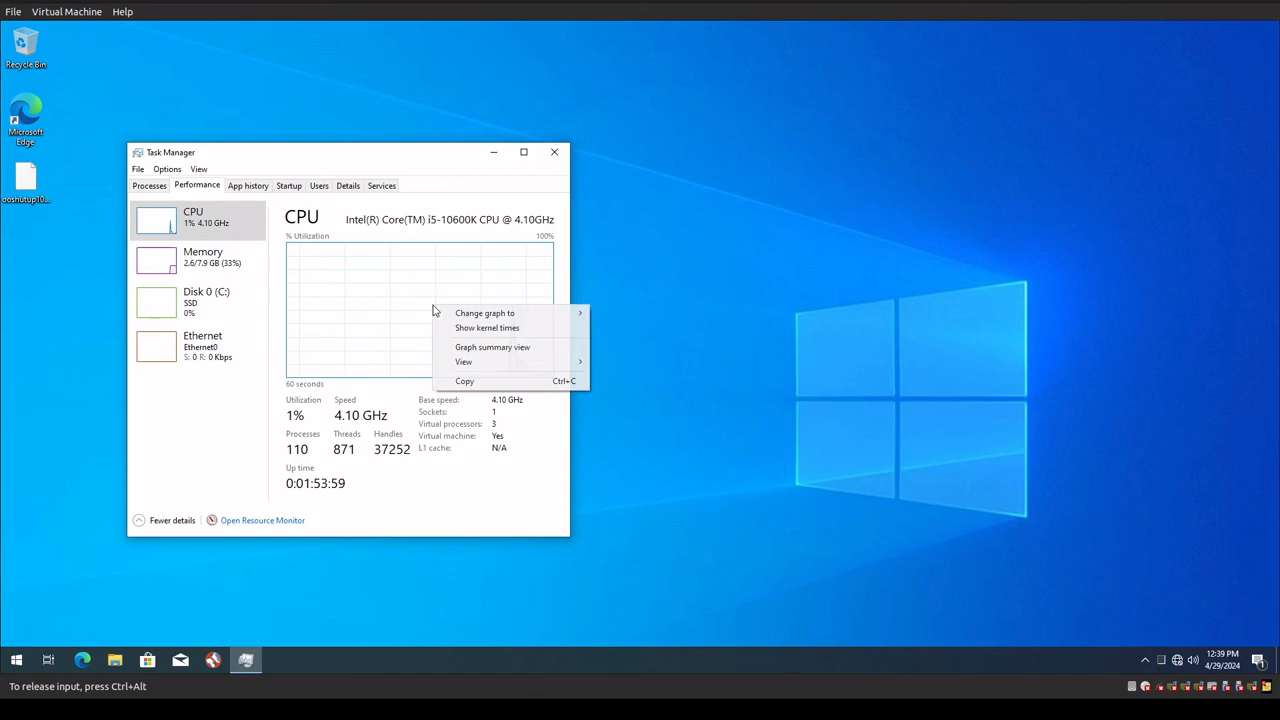 File Virtual Machine Help
Recycle Bin
Microsoft
Edge
ooshutup10...
Task Manager
File Options View
Processes Performance App history Startup Users Details Services
CPU
1% 4.10 GHz
Memory
2.6/7.9 GB (33%)
Disk 0 (C:)
SSD
0%
Ethernet
Ethernet0
S: 0 R: 0 Kbps
CPU Intel(R) Core(TM) i5-10600K CPU @ 4.10GHz
% Utilization 100%
Change graph to
Show kernel times
Graph summary view
View
Copy Ctrl+C
60 seconds
Utilization Speed
1% 4.10 GHz
Processes Threads Handles
110 871 37252
Up time
0:01:53:59
Base speed: 4.10 GHz
Sockets: 1
Virtual processors: 3
Virtual machine: Yes
L1 cache: N/A
Fewer details Open Resource Monitor
12:39 PM
4/29/2024
1
To release input, press Ctrl+Alt